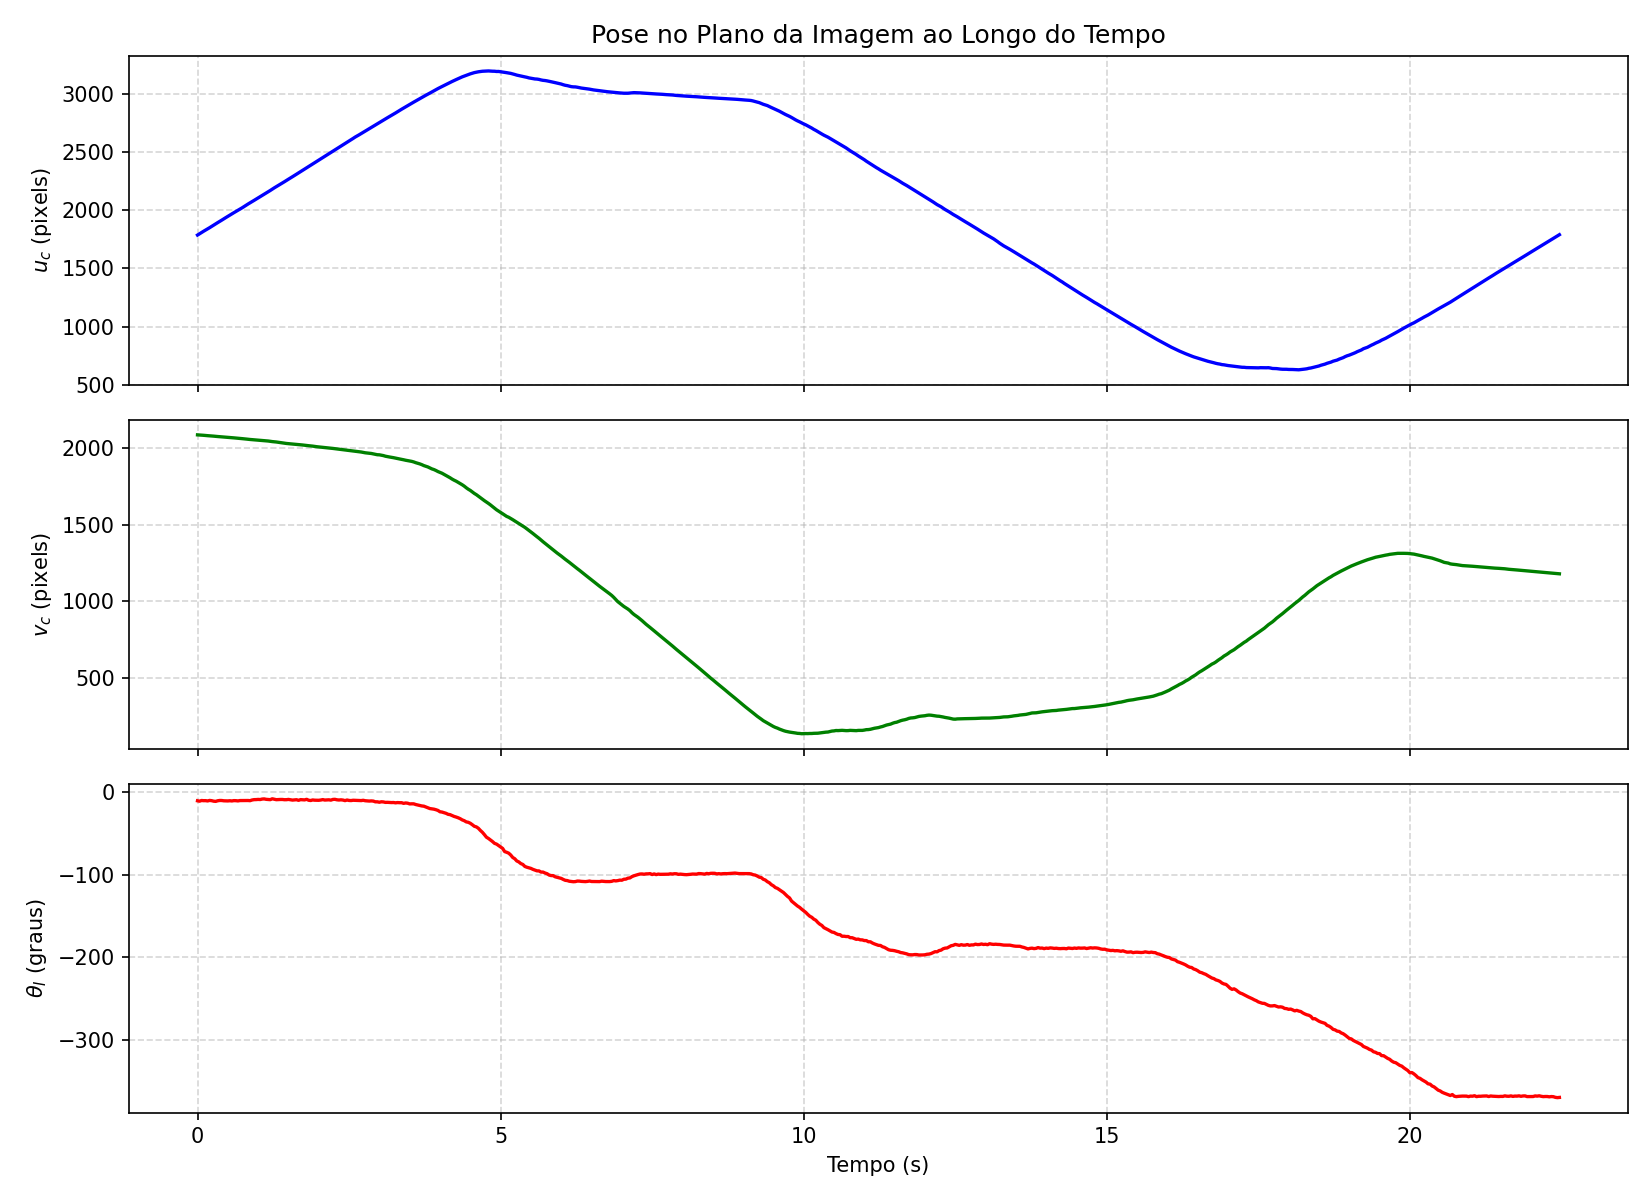 Pose no Plano da Imagem ao Longo do Tempo
u_c (pixels)
3000
2500
2000
1500
1000
500
v_c (pixels)
2000
1500
1000
500
θ_l (graus)
0
−100
−200
−300
0 5 10 15 20
Tempo (s)